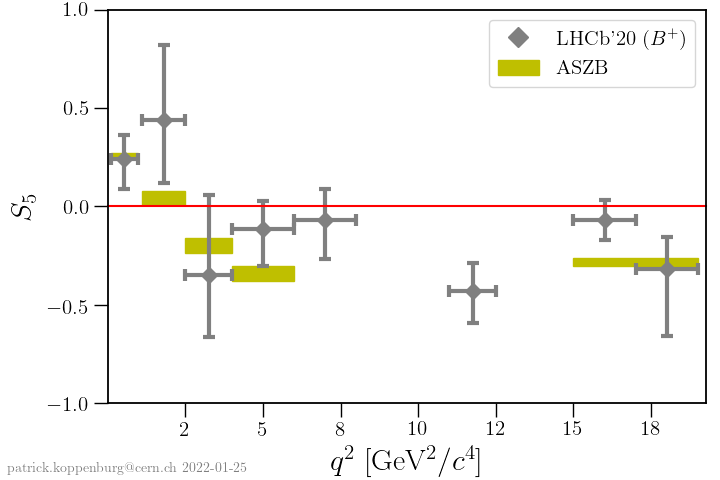 1.0
LHCb'20 (B⁺)
ASZB
0.5
S₅
0.0
−0.5
−1.0
2 5 8 10 12 15 18
q² [GeV²/c⁴]
patrick.koppenburg@cern.ch 2022-01-25